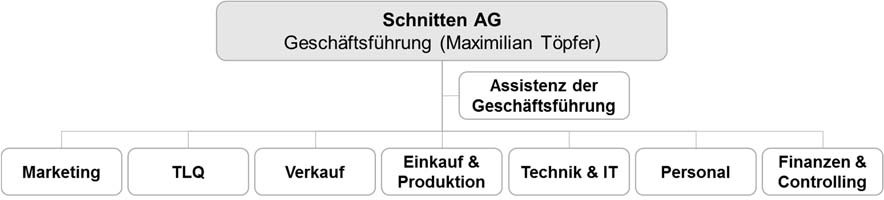 Schnitten AG
Geschäftsführung (Maximilian Töpfer)
Assistenz der
Geschäftsführung
Marketing
TLQ
Verkauf
Einkauf &
Produktion
Technik & IT
Personal
Finanzen &
Controlling